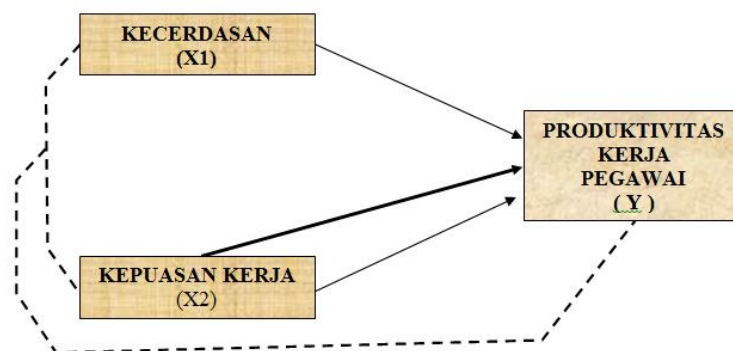 KECERDASAN
(X1)
PRODUKTIVITAS
KERJA
PEGAWAI
( Y )
KEPUASAN KERJA
(X2)